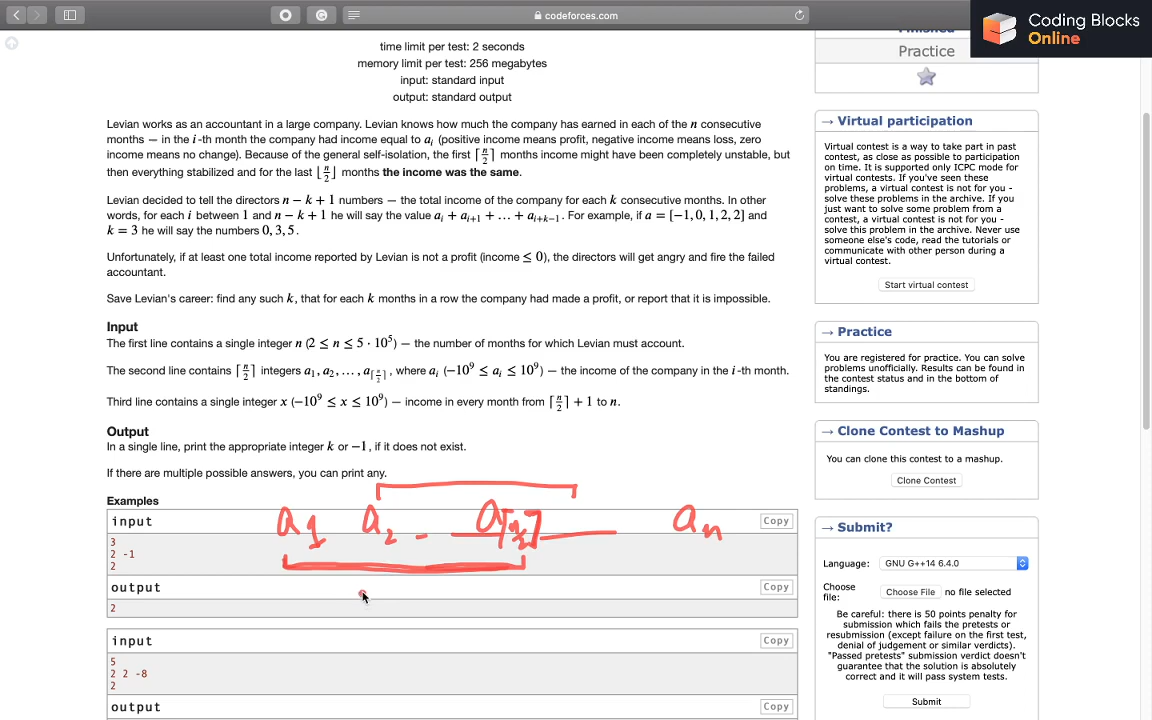 codeforces.com
Coding Blocks
Online
time limit per test: 2 seconds
memory limit per test: 256 megabytes
input: standard input
output: standard output
Levian works as an accountant in a large company. Levian knows how much the company has earned in each of the n consecutive
months — in the i-th month the company had income equal to aᵢ (positive income means profit, negative income means loss, zero
income means no change). Because of the general self-isolation, the first ⌈n/2⌉ months income might have been completely unstable, but
then everything stabilized and for the last ⌊n/2⌋ months the income was the same.
Levian decided to tell the directors n − k + 1 numbers — the total income of the company for each k consecutive months. In other
words, for each i between 1 and n − k + 1 he will say the value aᵢ + aᵢ₊₁ + … + aᵢ₊ₖ₋₁. For example, if a = [−1, 0, 1, 2, 2] and
k = 3 he will say the numbers 0, 3, 5.
Unfortunately, if at least one total income reported by Levian is not a profit (income ≤ 0), the directors will get angry and fire the failed
accountant.
Save Levian's career: find any such k, that for each k months in a row the company had made a profit, or report that it is impossible.
Input
The first line contains a single integer n (2 ≤ n ≤ 5 · 10⁵) — the number of months for which Levian must account.
The second line contains ⌈n/2⌉ integers a₁, a₂, … , a⌈n/2⌉, where aᵢ (−10⁹ ≤ aᵢ ≤ 10⁹) — the income of the company in the i-th month.
Third line contains a single integer x (−10⁹ ≤ x ≤ 10⁹) — income in every month from ⌈n/2⌉ + 1 to n.
Output
In a single line, print the appropriate integer k or −1, if it does not exist.
If there are multiple possible answers, you can print any.
Examples
input
Copy
3
2 -1
2
a₁ a₂ - a[n/2] aₙ
output
Copy
2
input
Copy
5
2 2 -8
2
output
Copy
Finished
Practice
→ Virtual participation
Virtual contest is a way to take part in past
contest, as close as possible to participation
on time. It is supported only ICPC mode for
virtual contests. If you've seen these
problems, a virtual contest is not for you -
solve these problems in the archive. If you
just want to solve some problem from a
contest, a virtual contest is not for you -
solve this problem in the archive. Never use
someone else's code, read the tutorials or
communicate with other person during a
virtual contest.
Start virtual contest
→ Practice
You are registered for practice. You can solve
problems unofficially. Results can be found
in the contest status and in the bottom of
standings.
→ Clone Contest to Mashup
You can clone this contest to a mashup.
Clone Contest
→ Submit?
Language: GNU G++14 6.4.0
Choose
file: Choose File no file selected
Be careful: there is 50 points penalty for
submission which fails the pretests or
resubmission (except failure on the first test,
denial of judgement or similar verdicts).
"Passed pretests" submission verdict doesn't
guarantee that the solution is absolutely
correct and it will pass system tests.
Submit